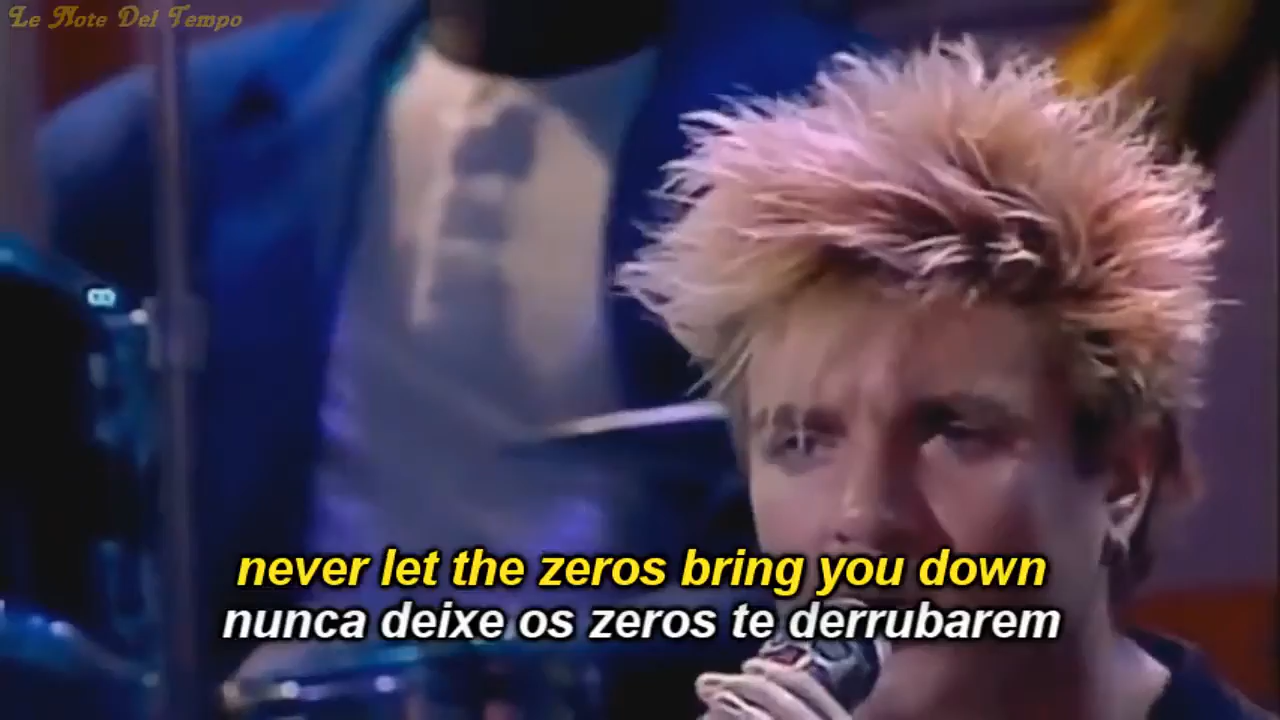 Le Note Del Tempo
never let the zeros bring you down
nunca deixe os zeros te derrubarem